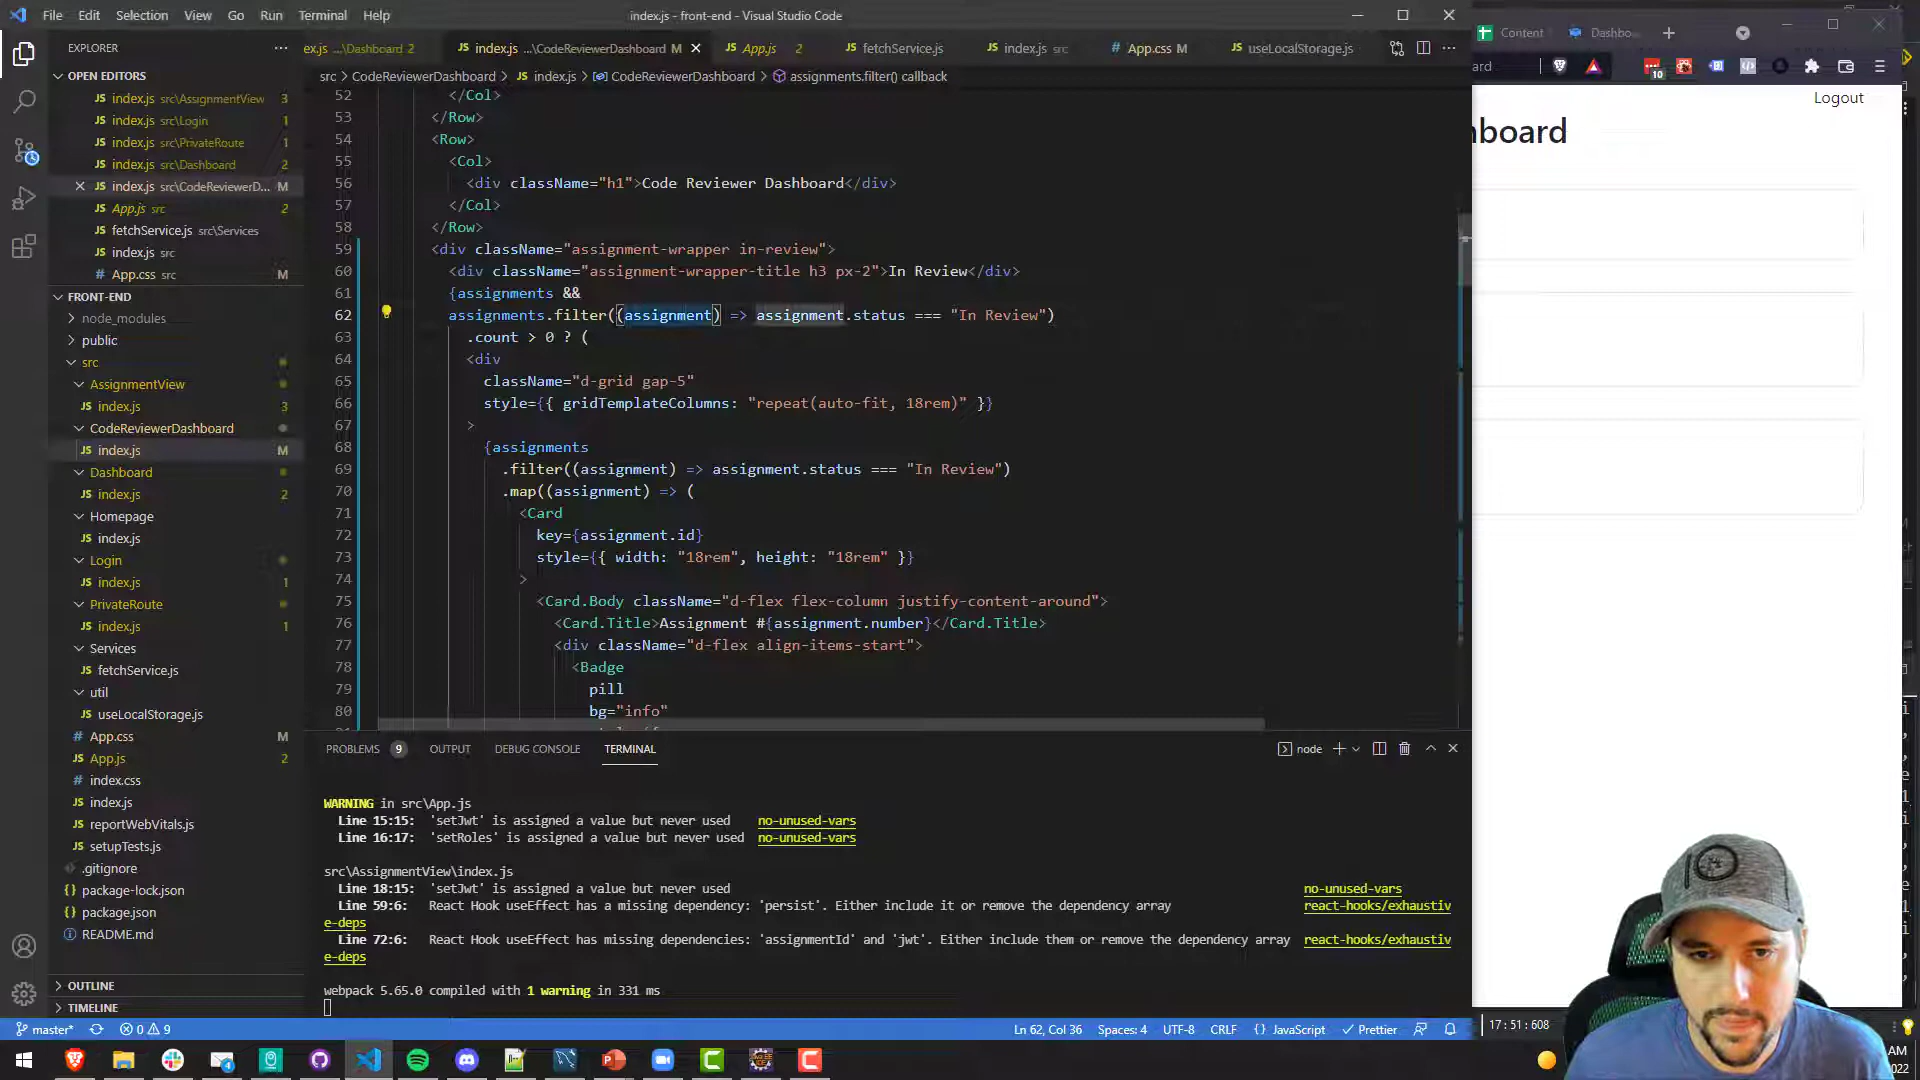 File Edit Selection View Go Run Terminal Help
index.js - front-end - Visual Studio Code
EXPLORER
ex.js ...\Dashboard 2
index.js ...\CodeReviewerDashboard M
App.js 2
fetchService.js
index.js src
App.css M
useLocalStorage.js
src > CodeReviewerDashboard > index.js > CodeReviewerDashboard > assignments.filter() callback
OPEN EDITORS
index.js src\AssignmentView 3
index.js src\Login 1
index.js src\PrivateRoute 1
index.js src\Dashboard 2
index.js src\CodeReviewerD... M
App.js src 2
fetchService.js src\Services
index.js src
App.css src M
FRONT-END
node_modules
public
src
AssignmentView
index.js 3
CodeReviewerDashboard
index.js M
Dashboard
index.js 2
Homepage
index.js
Login
index.js 1
PrivateRoute
index.js 1
Services
fetchService.js
util
useLocalStorage.js
App.css M
App.js 2
index.css
index.js
reportWebVitals.js
setupTests.js
.gitignore
package-lock.json
package.json
README.md
OUTLINE
TIMELINE
52 </Col>
53 </Row>
54 <Row>
55 <Col>
56 <div className="h1">Code Reviewer Dashboard</div>
57 </Col>
58 </Row>
59 <div className="assignment-wrapper in-review">
60 <div className="assignment-wrapper-title h3 px-2">In Review</div>
61 {assignments &&
62 assignments.filter((assignment) => assignment.status === "In Review")
63 .count > 0 ? (
64 <div
65 className="d-grid gap-5"
66 style={{ gridTemplateColumns: "repeat(auto-fit, 18rem)" }}
67 >
68 {assignments
69 .filter((assignment) => assignment.status === "In Review")
70 .map((assignment) => (
71 <Card
72 key={assignment.id}
73 style={{ width: "18rem", height: "18rem" }}
74 >
75 <Card.Body className="d-flex flex-column justify-content-around">
76 <Card.Title>Assignment #{assignment.number}</Card.Title>
77 <div className="d-flex align-items-start">
78 <Badge
79 pill
80 bg="info"
PROBLEMS 9 OUTPUT DEBUG CONSOLE TERMINAL
node
WARNING in src\App.js
Line 15:15: 'setJwt' is assigned a value but never used no-unused-vars
Line 16:17: 'setRoles' is assigned a value but never used no-unused-vars
src\AssignmentView\index.js
Line 18:15: 'setJwt' is assigned a value but never used no-unused-vars
Line 59:6: React Hook useEffect has a missing dependency: 'persist'. Either include it or remove the dependency array react-hooks/exhaustiv
e-deps
Line 72:6: React Hook useEffect has missing dependencies: 'assignmentId' and 'jwt'. Either include them or remove the dependency array react-hooks/exhaustiv
e-deps
webpack 5.65.0 compiled with 1 warning in 331 ms
master* 0 9
Ln 62, Col 36 Spaces: 4 UTF-8 CRLF JavaScript Prettier
Content
Dashbo
ard
10
Logout
hboard
17:51:608
AM
2022